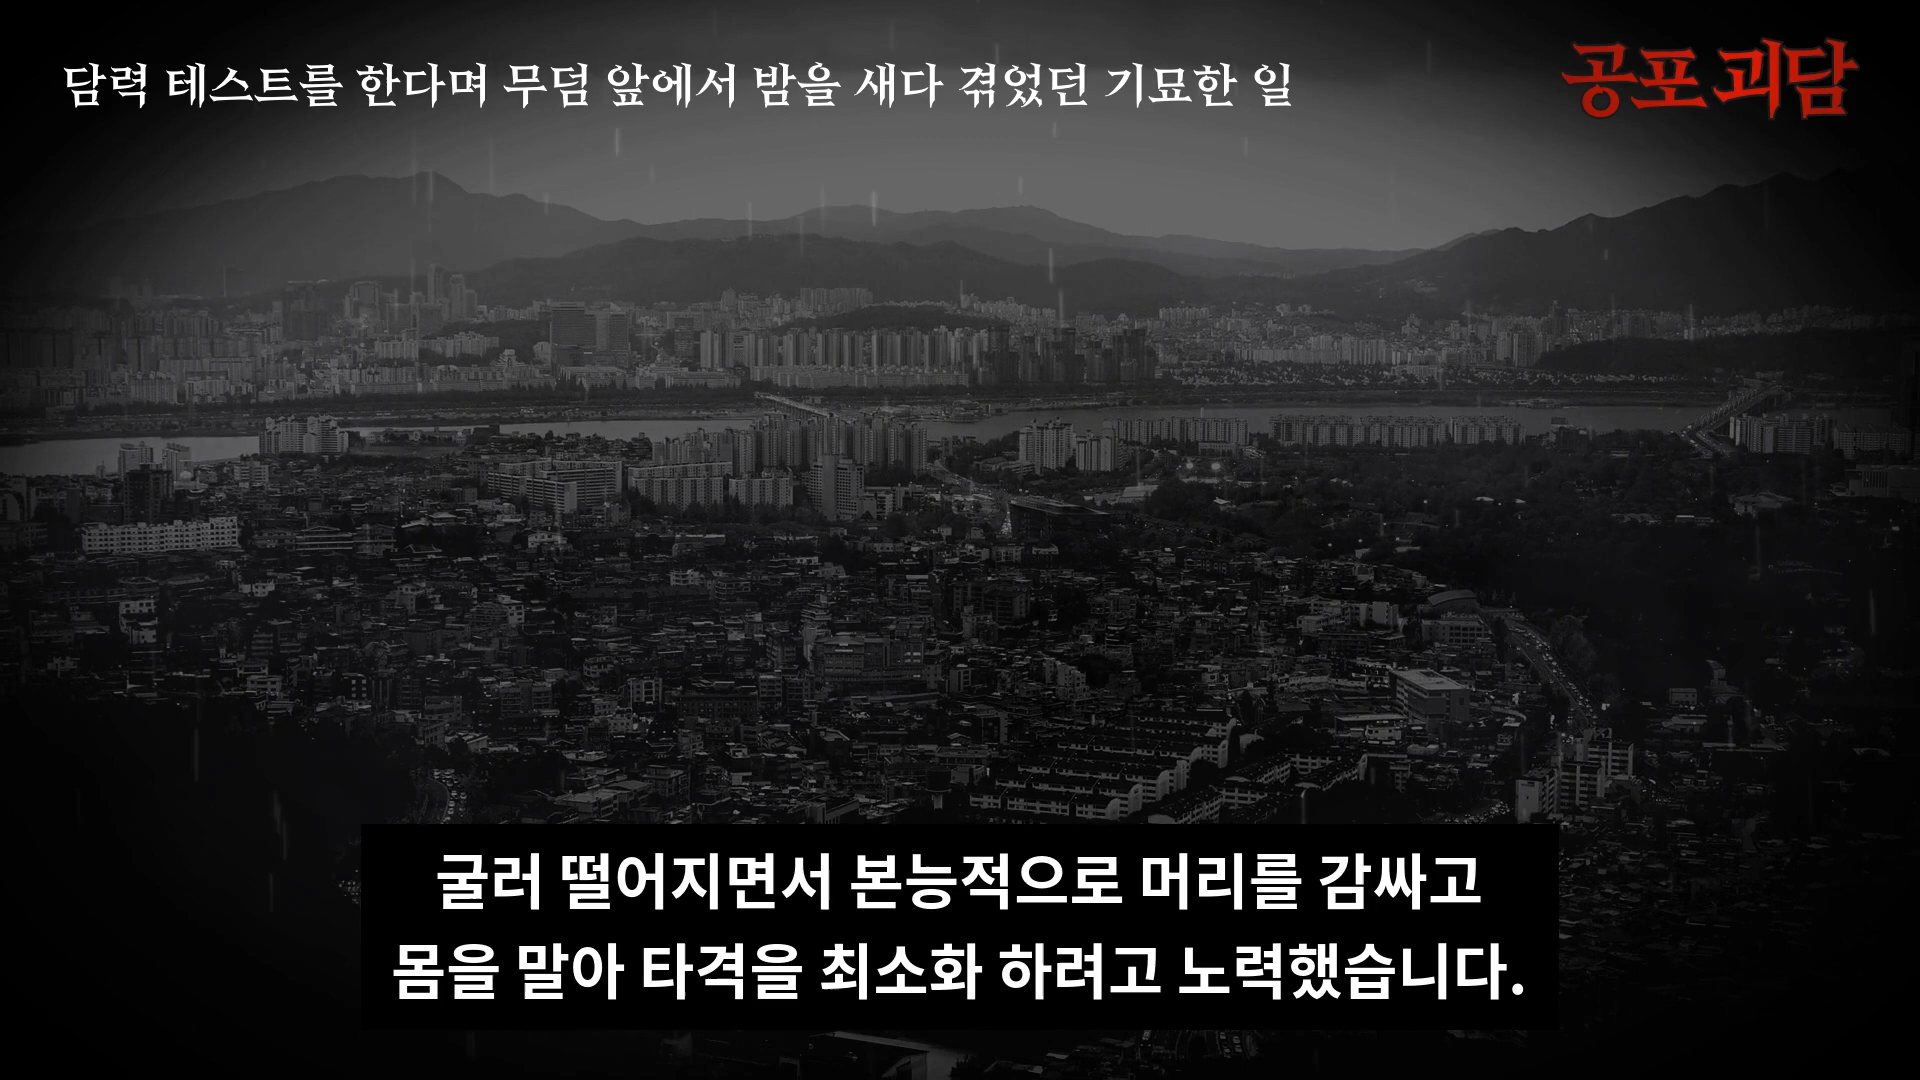 담력 테스트를 한다며 무덤 앞에서 밤을 새다 겪었던 기묘한 일
공포 괴담
굴러 떨어지면서 본능적으로 머리를 감싸고
몸을 말아 타격을 최소화 하려고 노력했습니다.